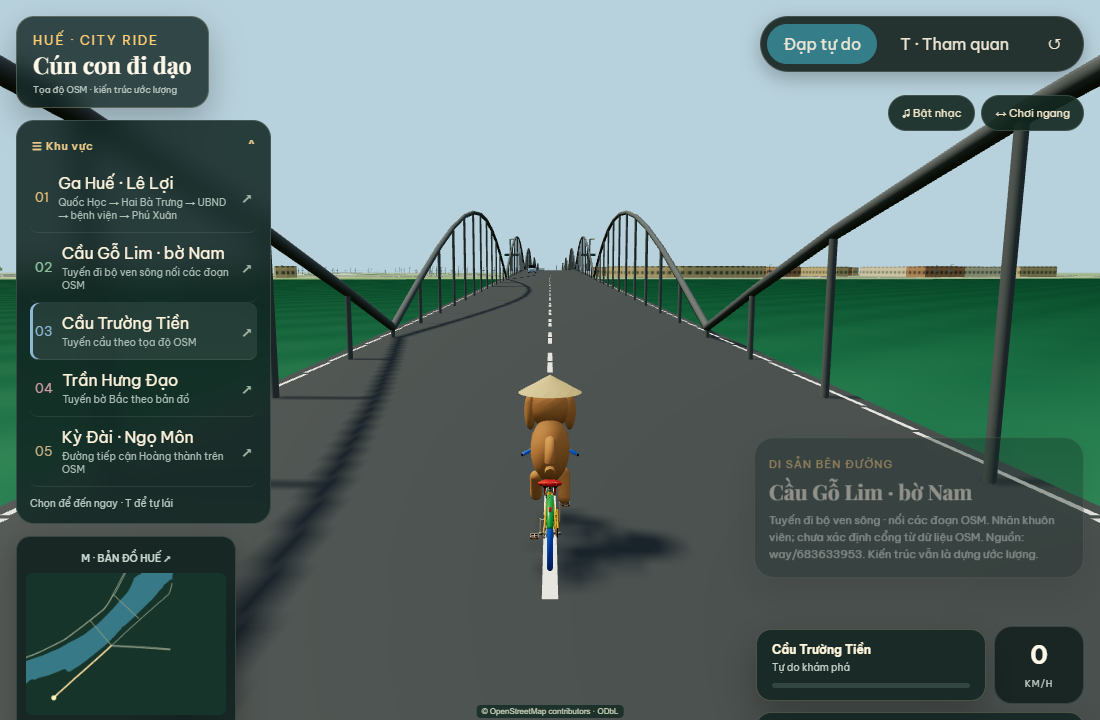 HUẾ · CITY RIDE
Cún con đi dạo
Tọa độ OSM · kiến trúc ước lượng
Đạp tự do
T · Tham quan
↺
♫ Bật nhạc
↔ Chơi ngang
☰ Khu vực
^
01
Ga Huế · Lê Lợi
Quốc Học → Hai Bà Trưng → UBND
→ bệnh viện → Phú Xuân
↗
02
Cầu Gỗ Lim · bờ Nam
Tuyến đi bộ ven sông nối các đoạn
OSM
↗
03
Cầu Trường Tiền
Tuyến cầu theo tọa độ OSM
↗
04
Trần Hưng Đạo
Tuyến bờ Bắc theo bản đồ
↗
05
Kỳ Đài · Ngọ Môn
Đường tiếp cận Hoàng thành trên
OSM
↗
Chọn để đến ngay · T để tự lái
M · BẢN ĐỒ HUẾ ↗
DI SẢN BÊN ĐƯỜNG
Cầu Gỗ Lim · bờ Nam
Tuyến đi bộ ven sông · nối các đoạn OSM. Nhãn khuôn
viên; chưa xác định cổng từ dữ liệu OSM. Nguồn:
way/683633953. Kiến trúc vẫn là dựng ước lượng.
Cầu Trường Tiền
Tự do khám phá
0
KM/H
© OpenStreetMap contributors · ODbL